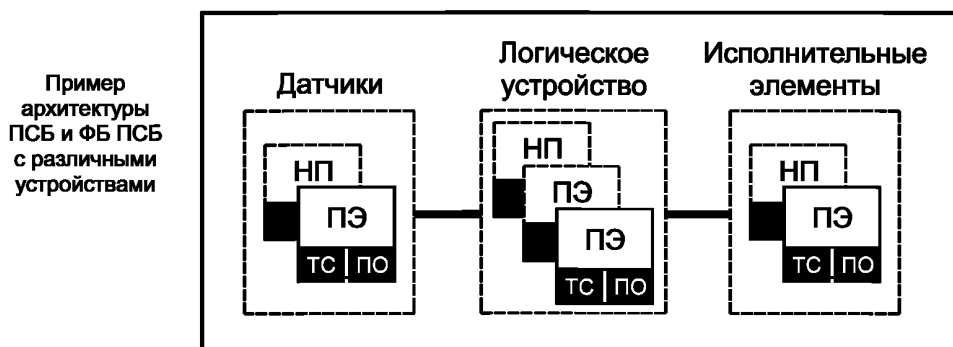 Пример
архитектуры
ПСБ и ФБ ПСБ
с различными
устройствами
Датчики
НП
ПЭ
ТС ПО
Логическое
устройство
НП
ПЭ
ПЭ
ТС ПО
Исполнительные
элементы
НП
ПЭ
ТС ПО